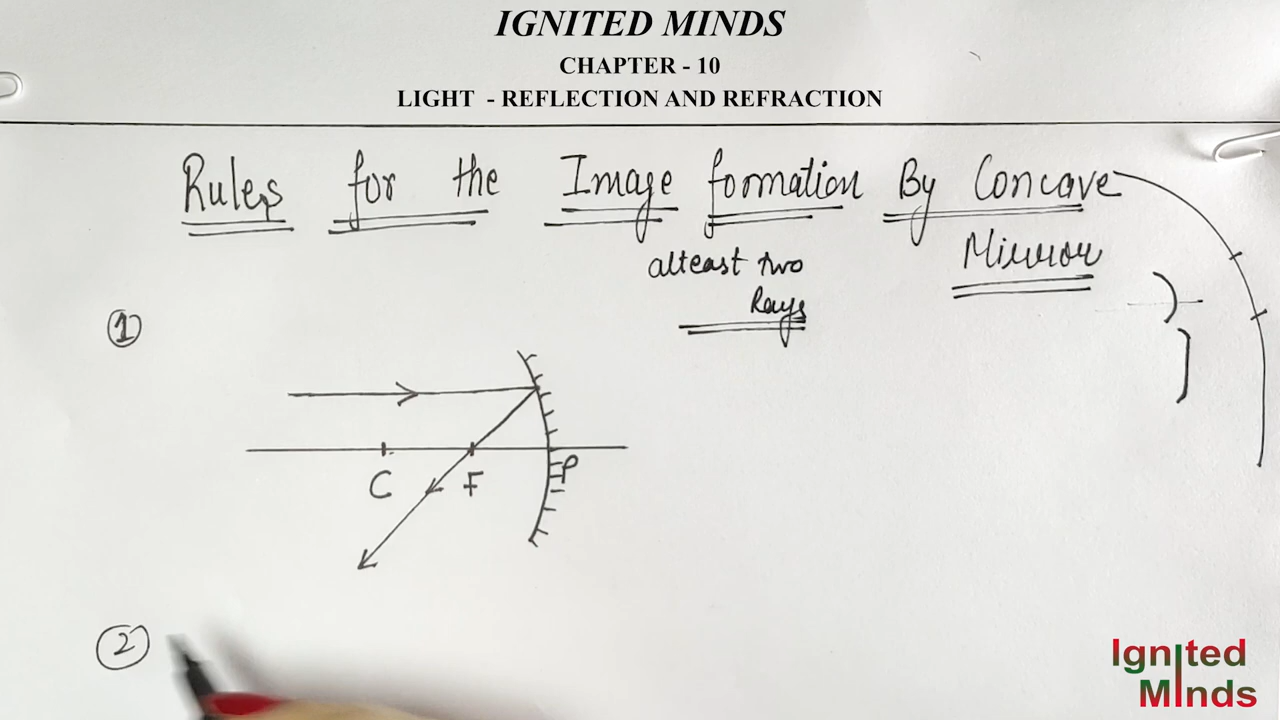 IGNITED MINDS
CHAPTER - 10
LIGHT - REFLECTION AND REFRACTION
Rules for the Image formation By Concave
Mirror
alteast two
Rays
1
C F P
2
Ignited
Minds